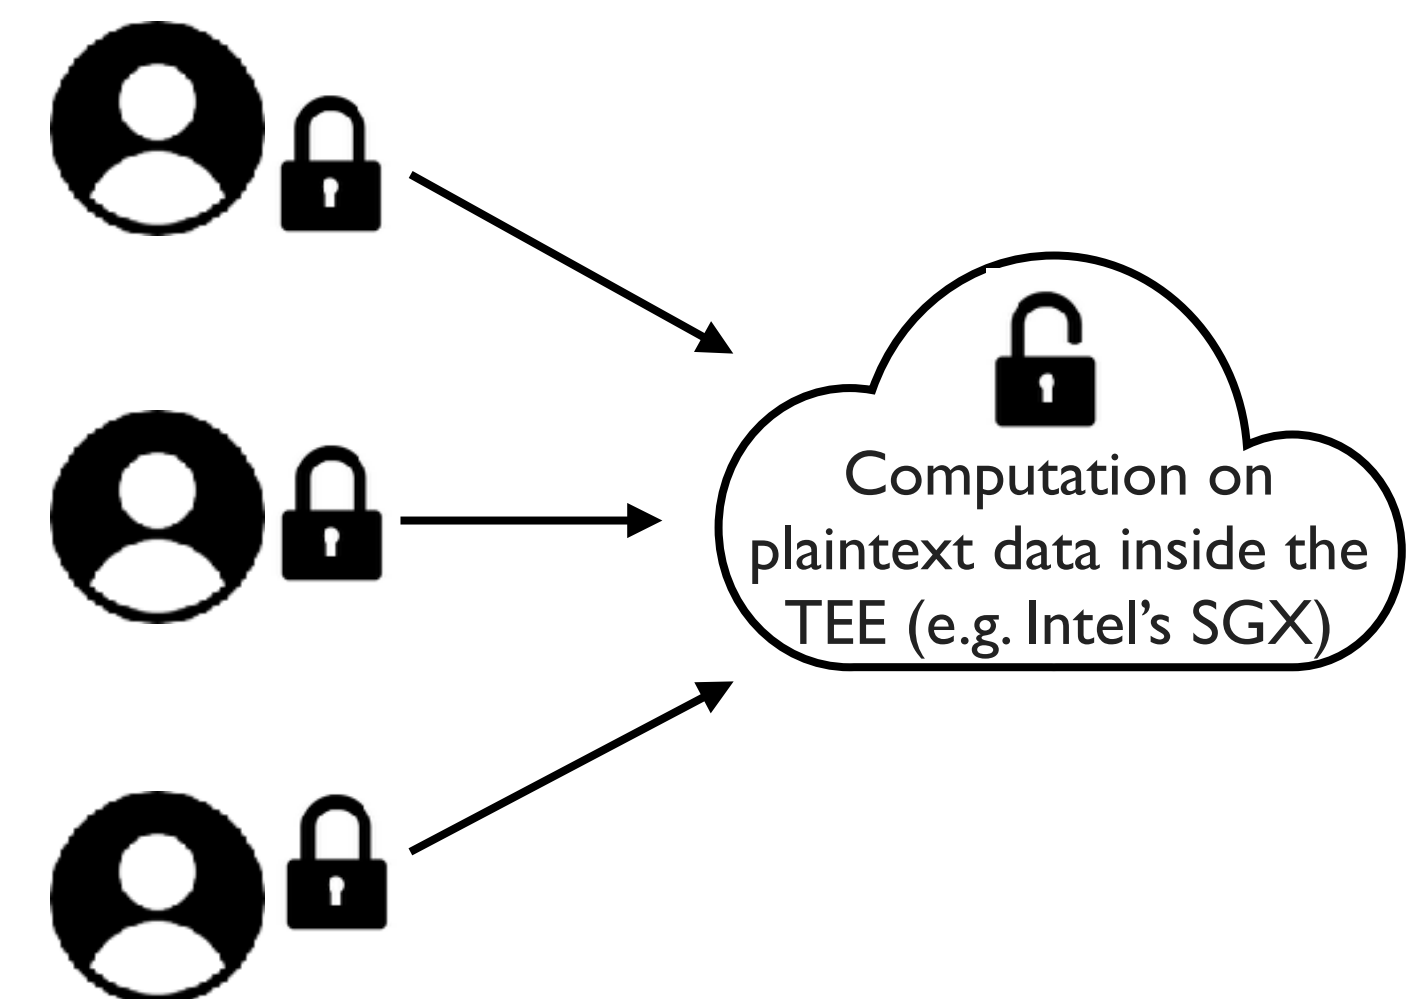 Computation on
plaintext data inside the
TEE (e.g. Intel’s SGX)